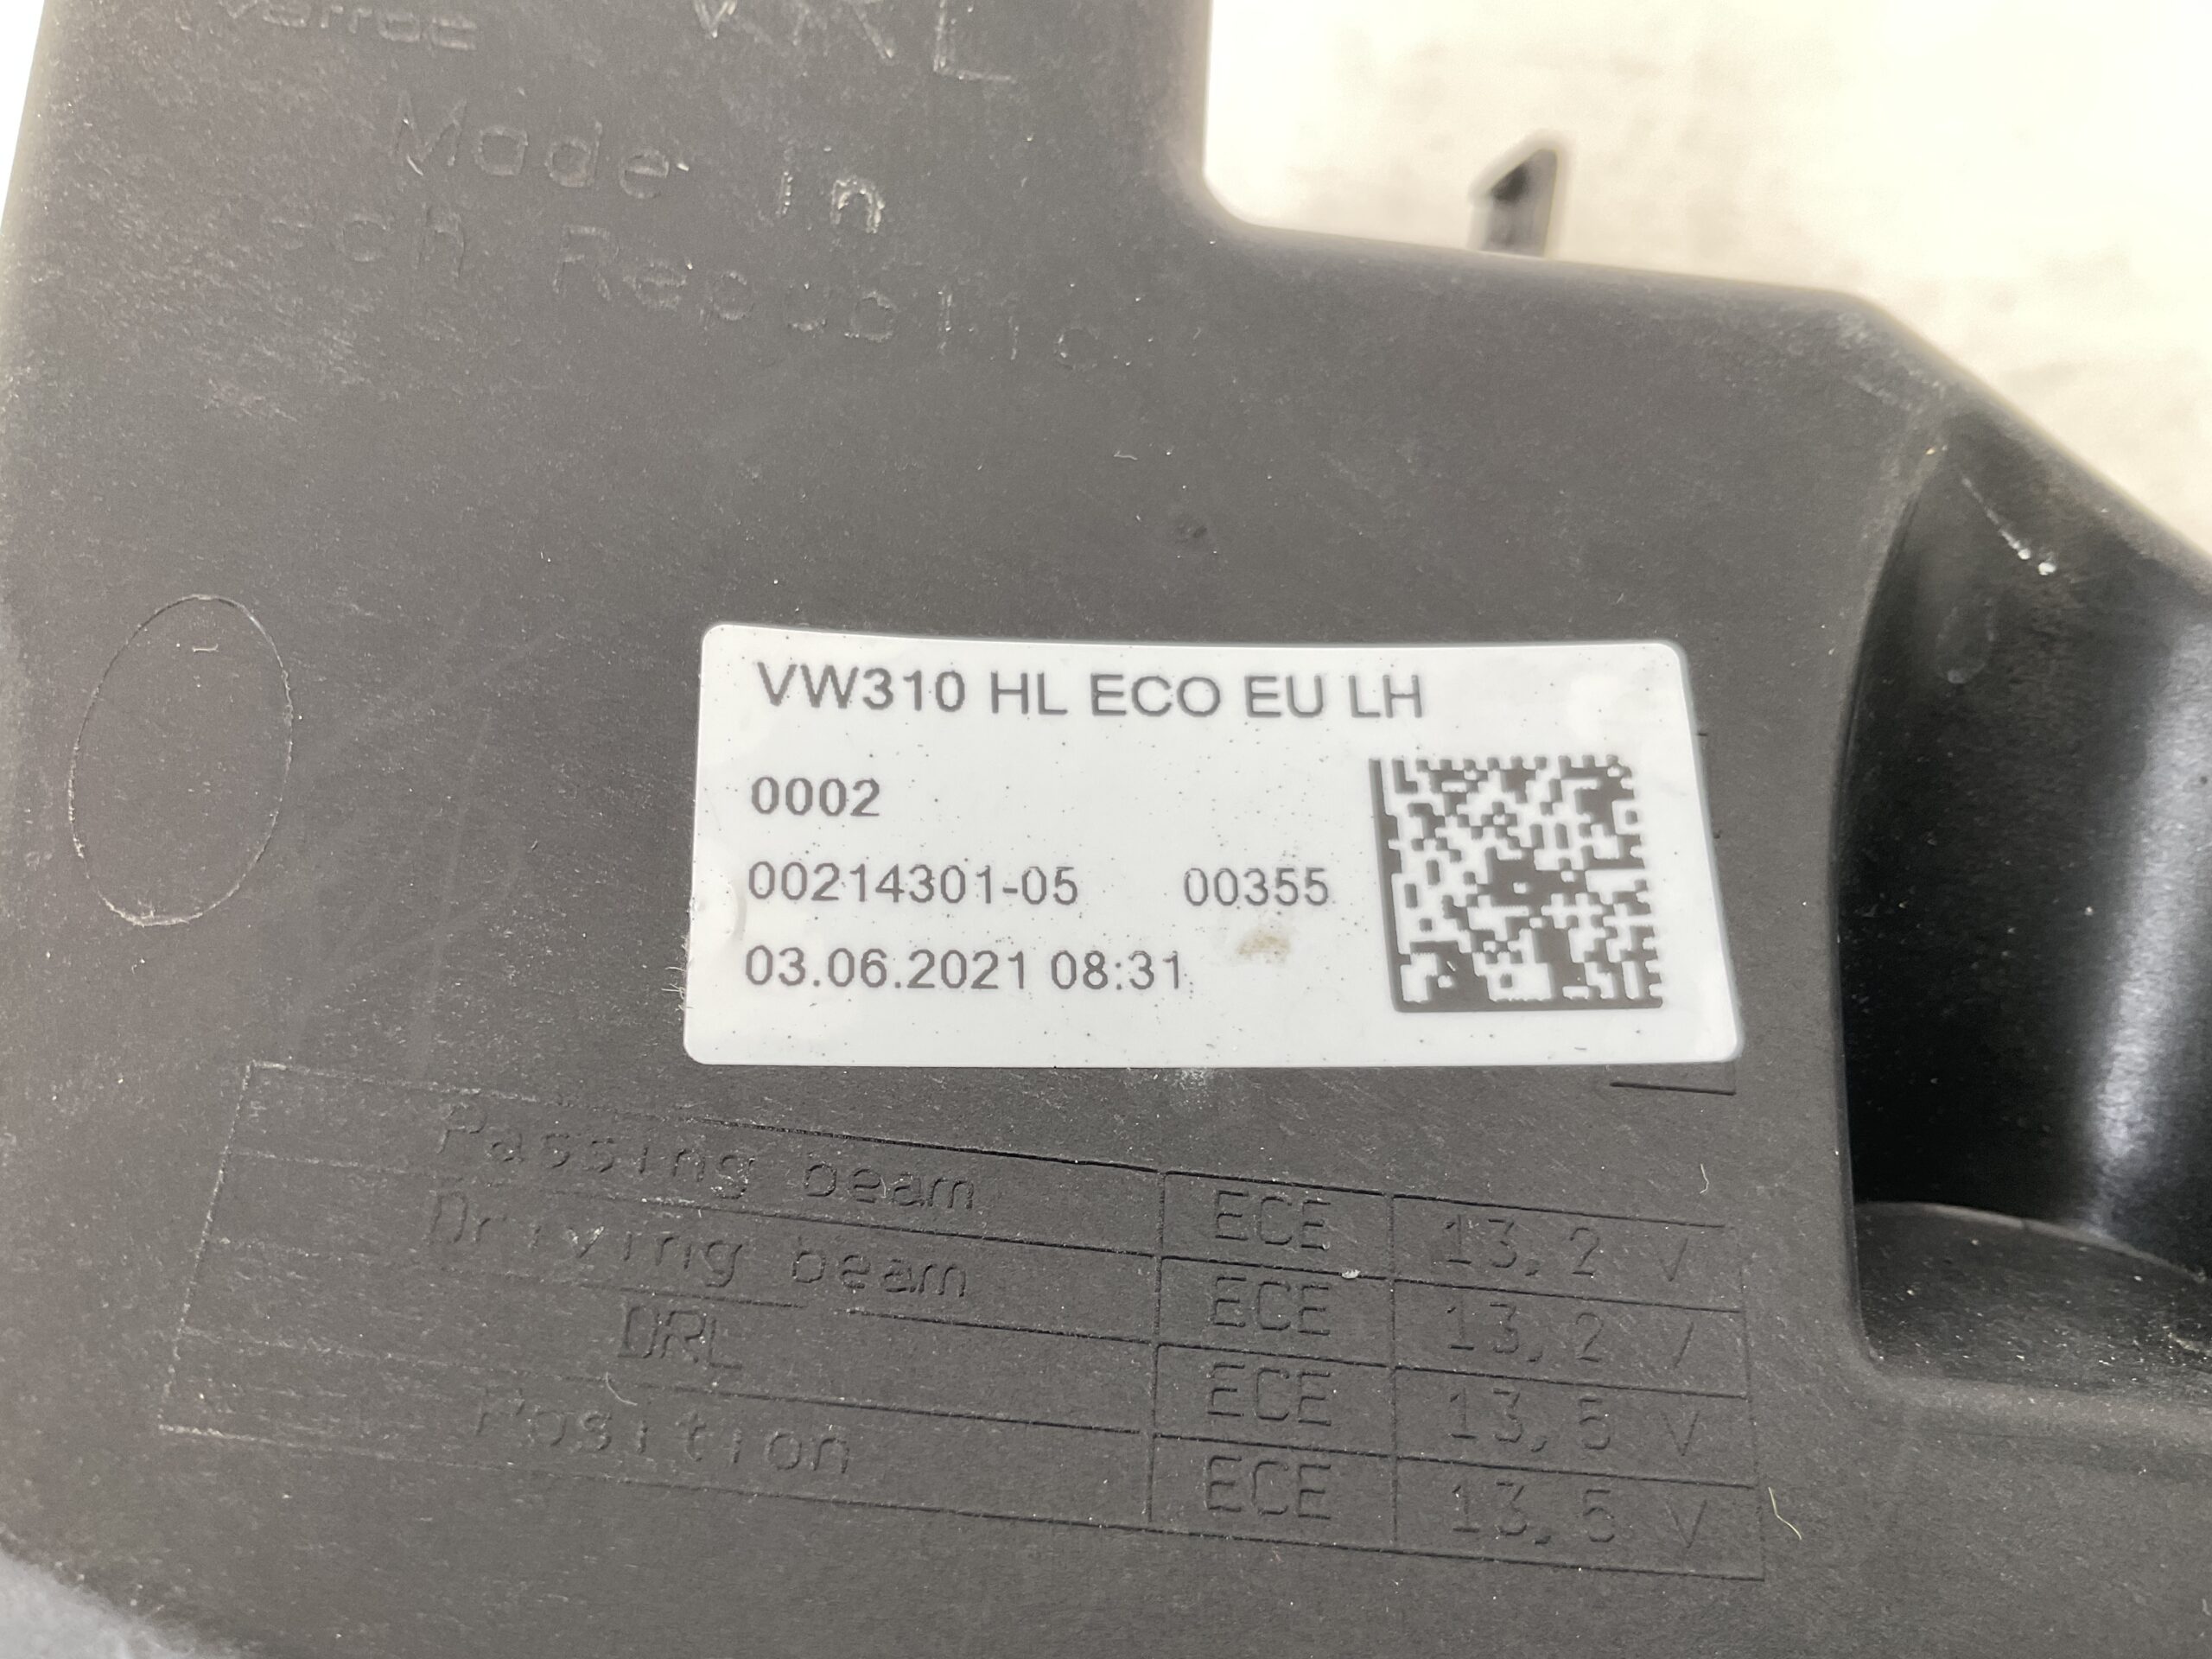 Made in
ech Republic
VW310 HL ECO EU LH
0002
00214301-05 00355
03.06.2021 08:31
Passing beam ECE 13,2 V
Driving beam ECE 13,2 V
DRL ECE 13,5 V
Position ECE 13,5 V